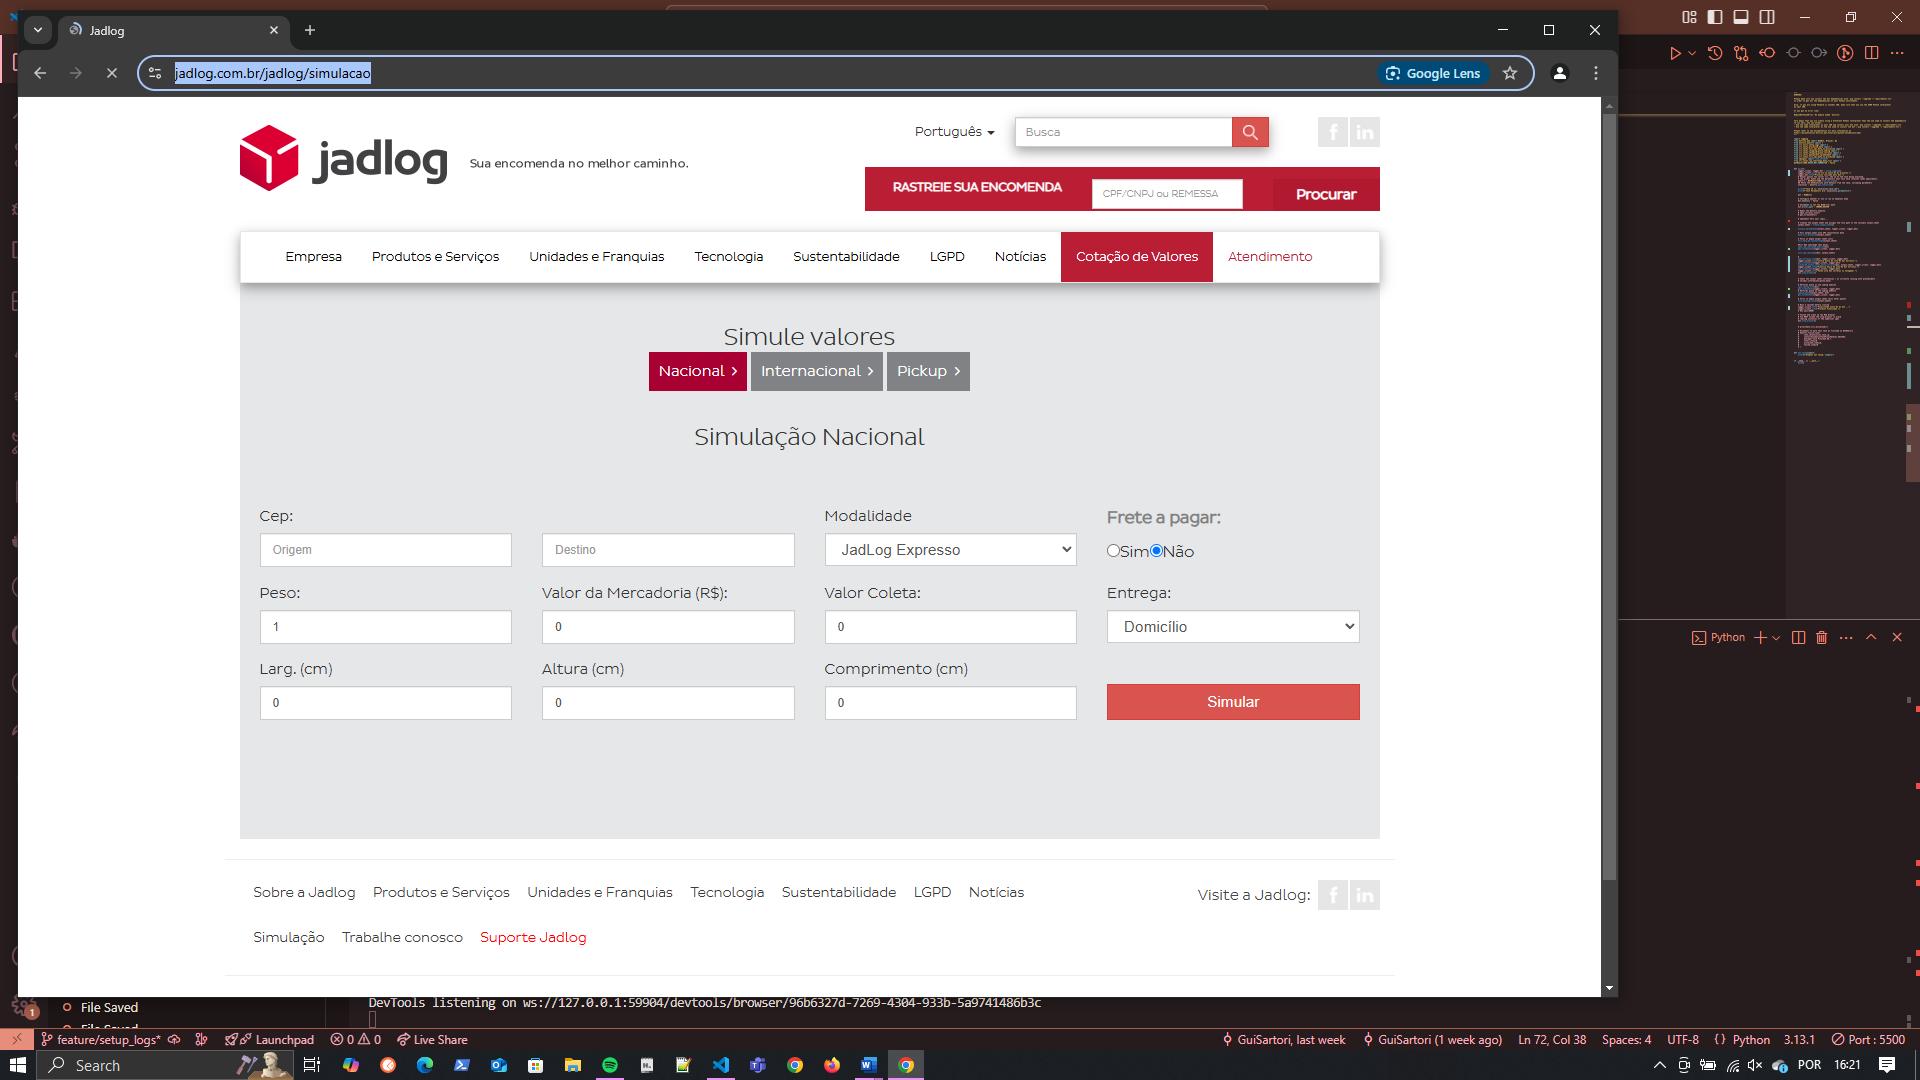 Jadlog
jadlog.com.br/jadlog/simulacao
Google Lens
jadlog
Sua encomenda no melhor caminho.
Português
Busca
f in
RASTREIE SUA ENCOMENDA
CPF/CNPJ ou REMESSA
Procurar
Empresa Produtos e Serviços Unidades e Franquias Tecnologia Sustentabilidade LGPD Notícias Cotação de Valores Atendimento
Simule valores
Nacional > Internacional > Pickup >
Simulação Nacional
Cep:
Modalidade
Frete a pagar:
Origem
Destino
JadLog Expresso
Sim Não
Peso:
Valor da Mercadoria (R$):
Valor Coleta:
Entrega:
1
0
0
Domicílio
Larg. (cm)
Altura (cm)
Comprimento (cm)
0
0
0
Simular
Sobre a Jadlog Produtos e Serviços Unidades e Franquias Tecnologia Sustentabilidade LGPD Notícias
Visite a Jadlog: f in
Simulação Trabalhe conosco Suporte Jadlog
Python
File Saved
DevTools listening on ws://127.0.0.1:59904/devtools/browser/96b6327d-7269-4304-933b-5a9741486b3c
File Saved
1
feature/setup_logs* Launchpad 0 0 Live Share
GuiSartori, last week GuiSartori (1 week ago) Ln 72, Col 38 Spaces: 4 UTF-8 { } Python 3.13.1 Port : 5500
Search
POR 16:21